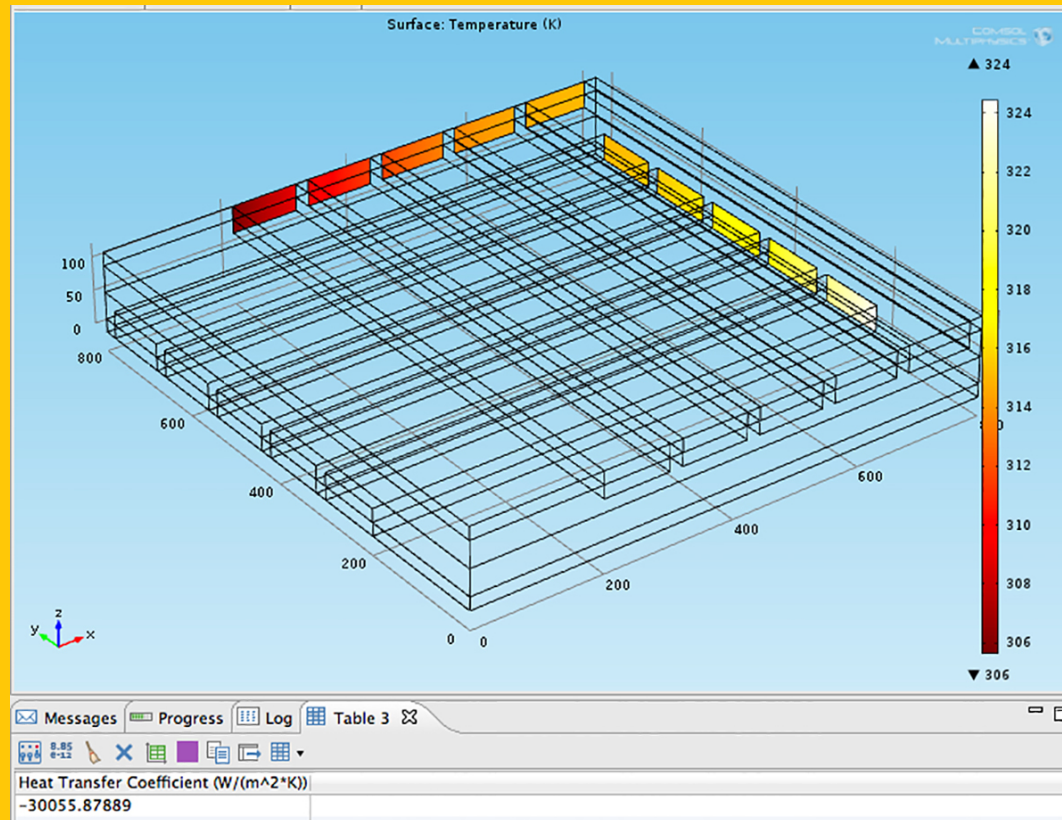 Surface: Temperature (K)
COMSOL
MULTIPHYSICS
▲ 324
324
322
320
318
316
314
312
310
308
306
▼ 306
100
50
0
800
600
400
200
0
0
200
400
600
z
y
x
Messages
Progress
Log
Table 3
8.85
e-12
Heat Transfer Coefficient (W/(m^2*K))
-30055.87889